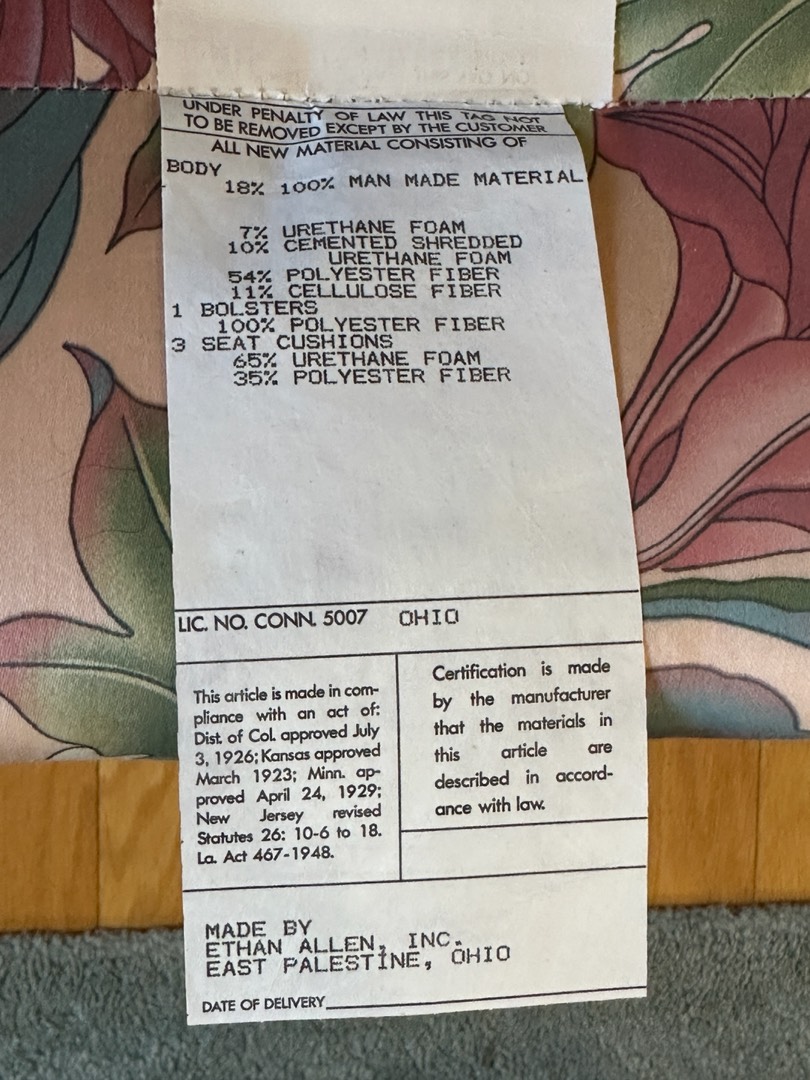 UNDER PENALTY OF LAW THIS TAG NOT
TO BE REMOVED EXCEPT BY THE CUSTOMER
ALL NEW MATERIAL CONSISTING OF
BODY
18% 100% MAN MADE MATERIAL
7% URETHANE FOAM
10% CEMENTED SHREDDED
URETHANE FOAM
54% POLYESTER FIBER
11% CELLULOSE FIBER
1 BOLSTERS
100% POLYESTER FIBER
3 SEAT CUSHIONS
65% URETHANE FOAM
35% POLYESTER FIBER
LIC. NO. CONN. 5007 OHIO
This article is made in com-
pliance with an act of:
Dist. of Col. approved July
3, 1926; Kansas approved
March 1923; Minn. ap-
proved April 24, 1929;
New Jersey revised
Statutes 26: 10-6 to 18.
La. Act 467-1948.
Certification is made
by the manufacturer
that the materials in
this article are
described in accord-
ance with law.
MADE BY
ETHAN ALLEN, INC.
EAST PALESTINE, OHIO
DATE OF DELIVERY